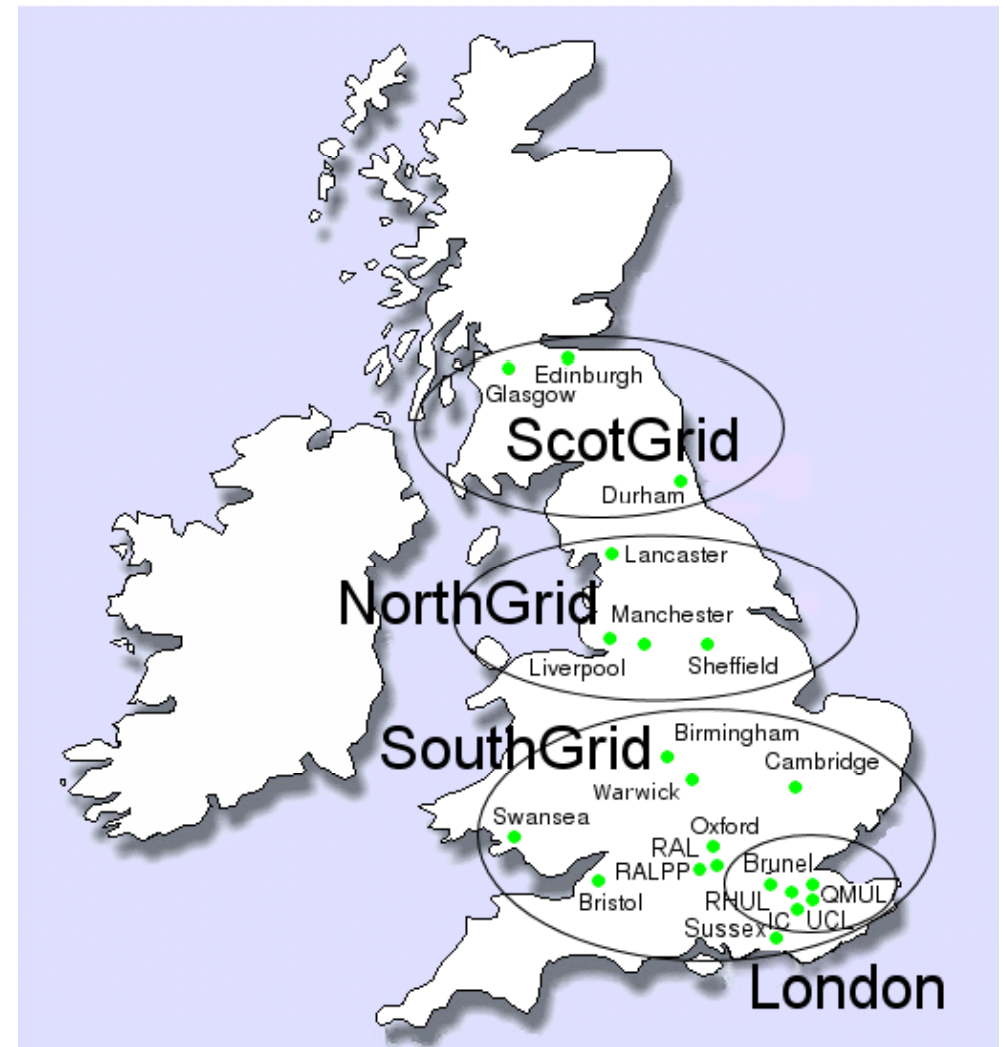 Edinburgh
Glasgow
ScotGrid
Durham
Lancaster
NorthGrid
Manchester
Liverpool
Sheffield
SouthGrid
Birmingham
Cambridge
Warwick
Swansea
Oxford
RAL
Brunel
RALPP
QMUL
Bristol
RHUL
IC
UCL
Sussex
London